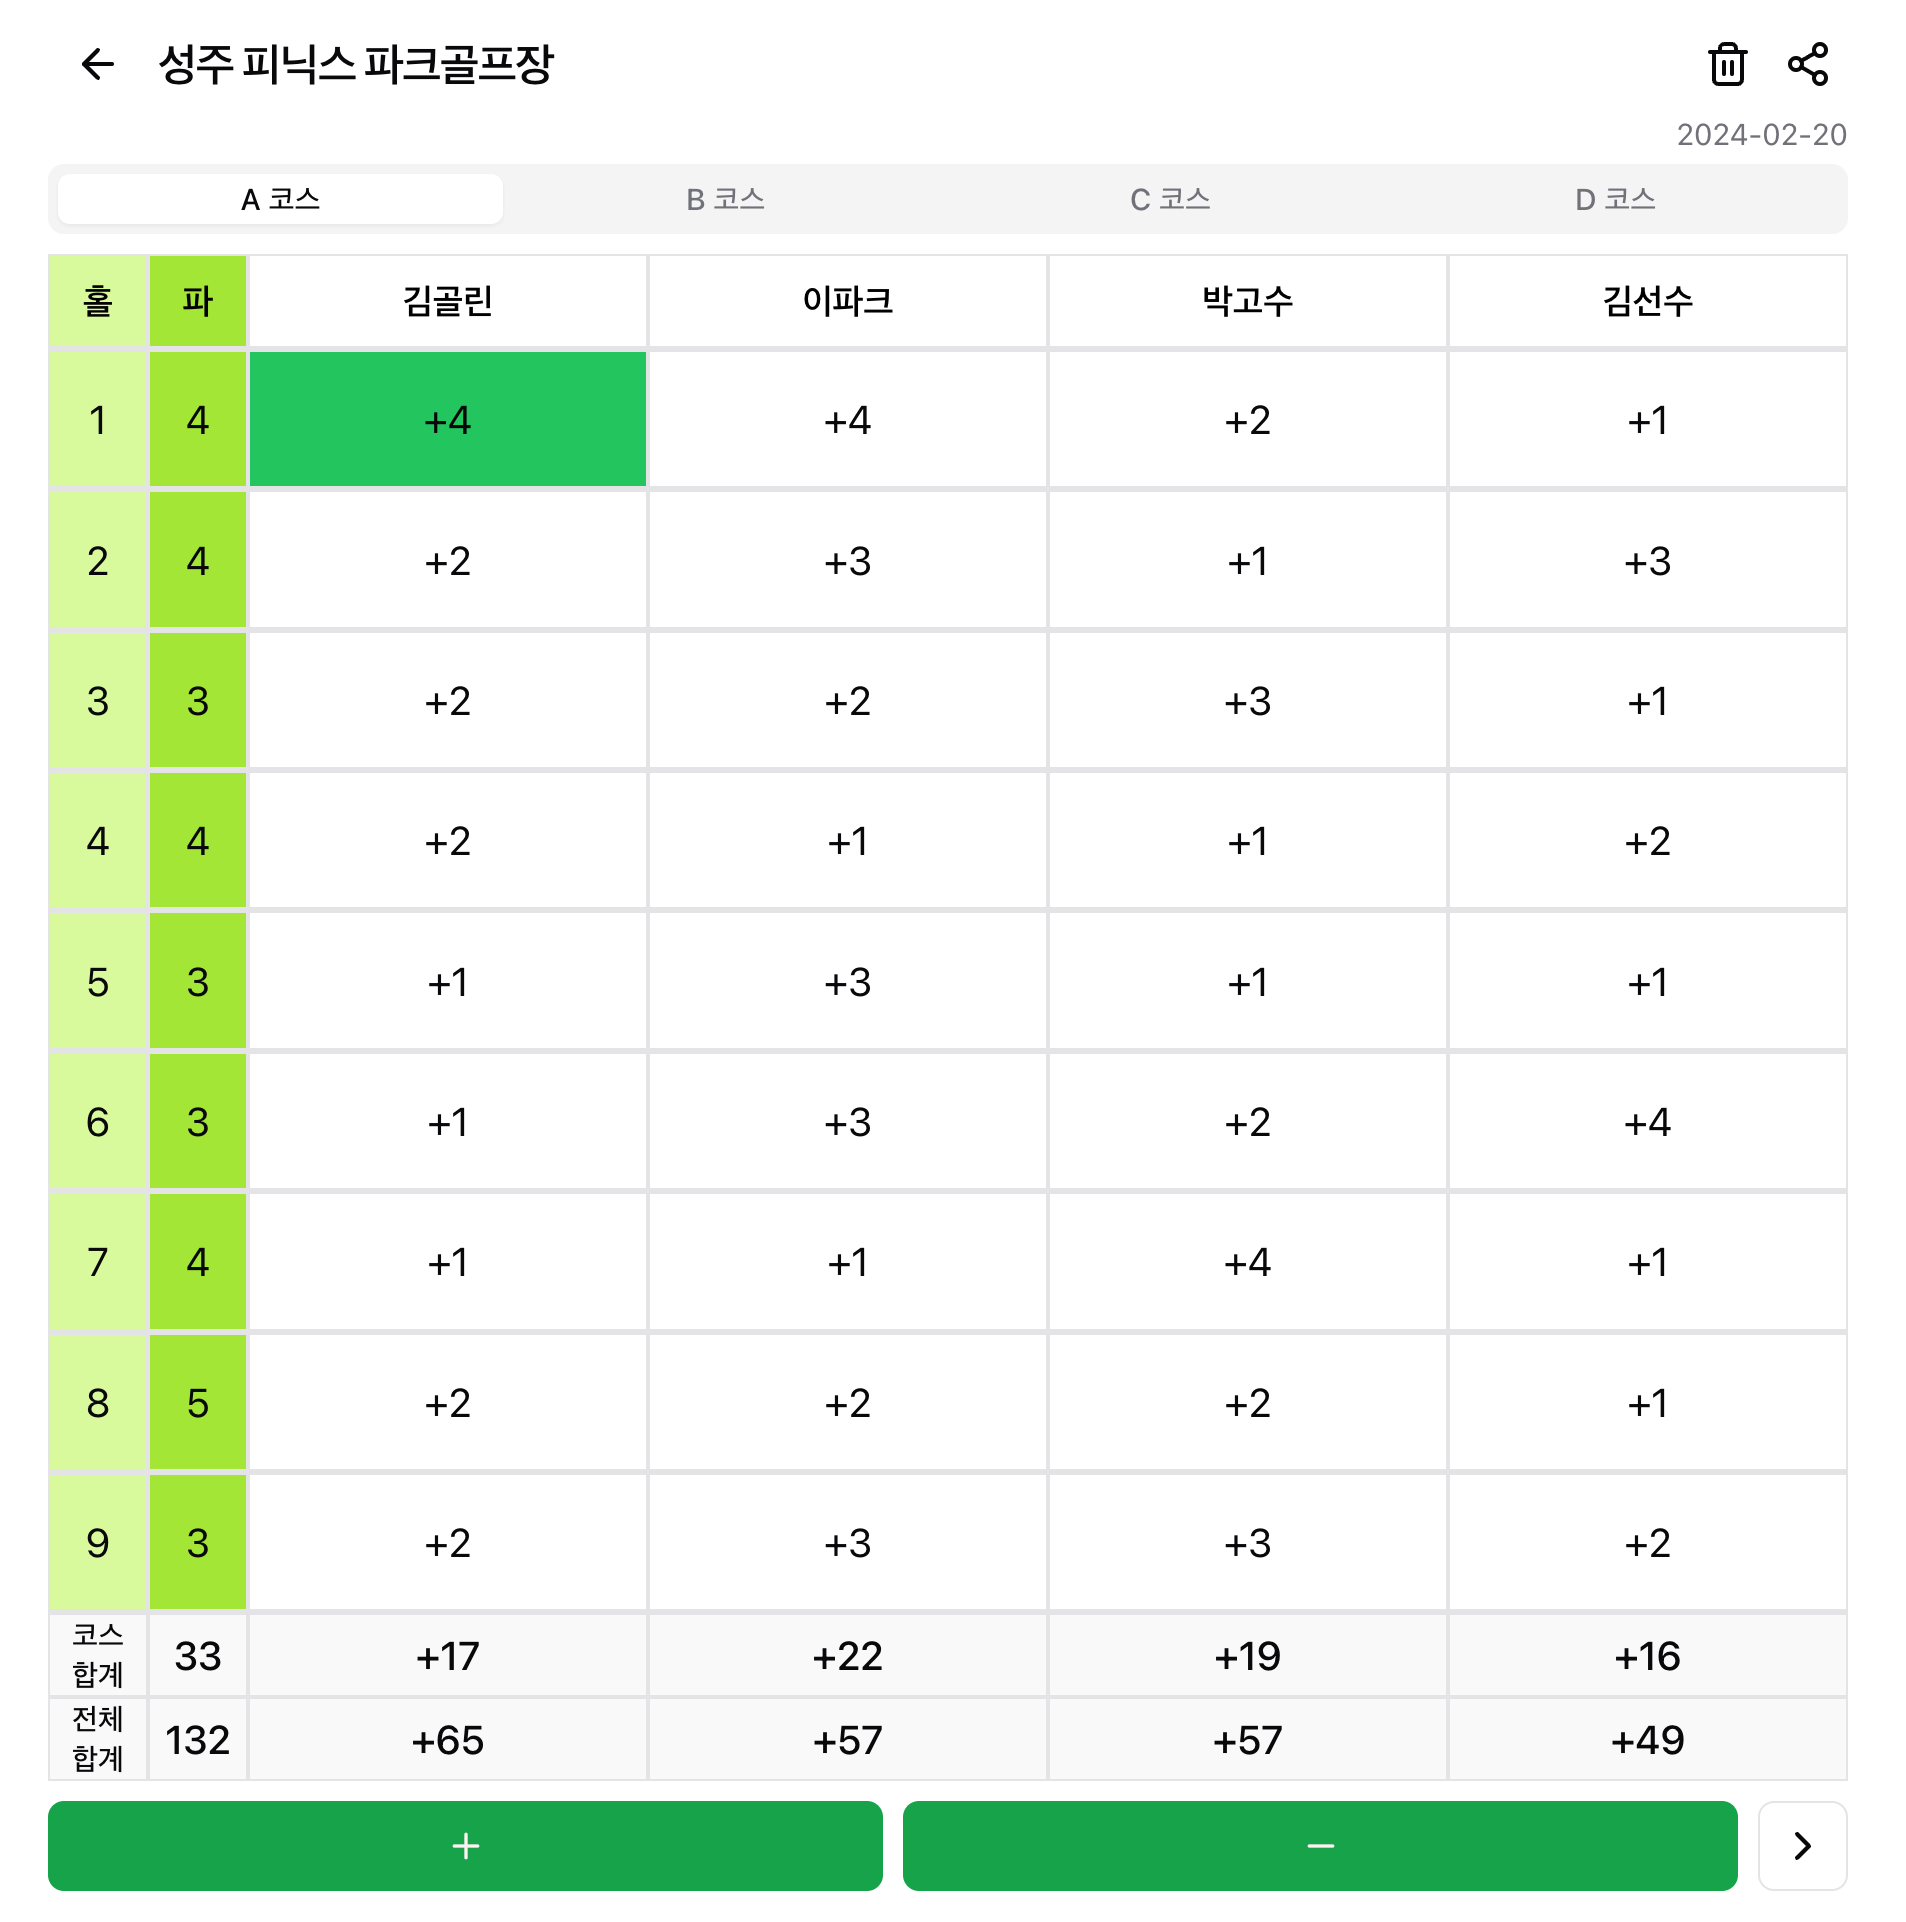 성주 피닉스 파크골프장
2024-02-20
A 코스 B 코스 C 코스 D 코스
홀 파 김골린 이파크 박고수 김선수
1 4 +4 +4 +2 +1
2 4 +2 +3 +1 +3
3 3 +2 +2 +3 +1
4 4 +2 +1 +1 +2
5 3 +1 +3 +1 +1
6 3 +1 +3 +2 +4
7 4 +1 +1 +4 +1
8 5 +2 +2 +2 +1
9 3 +2 +3 +3 +2
코스
합계 33 +17 +22 +19 +16
전체
합계 132 +65 +57 +57 +49
+ −